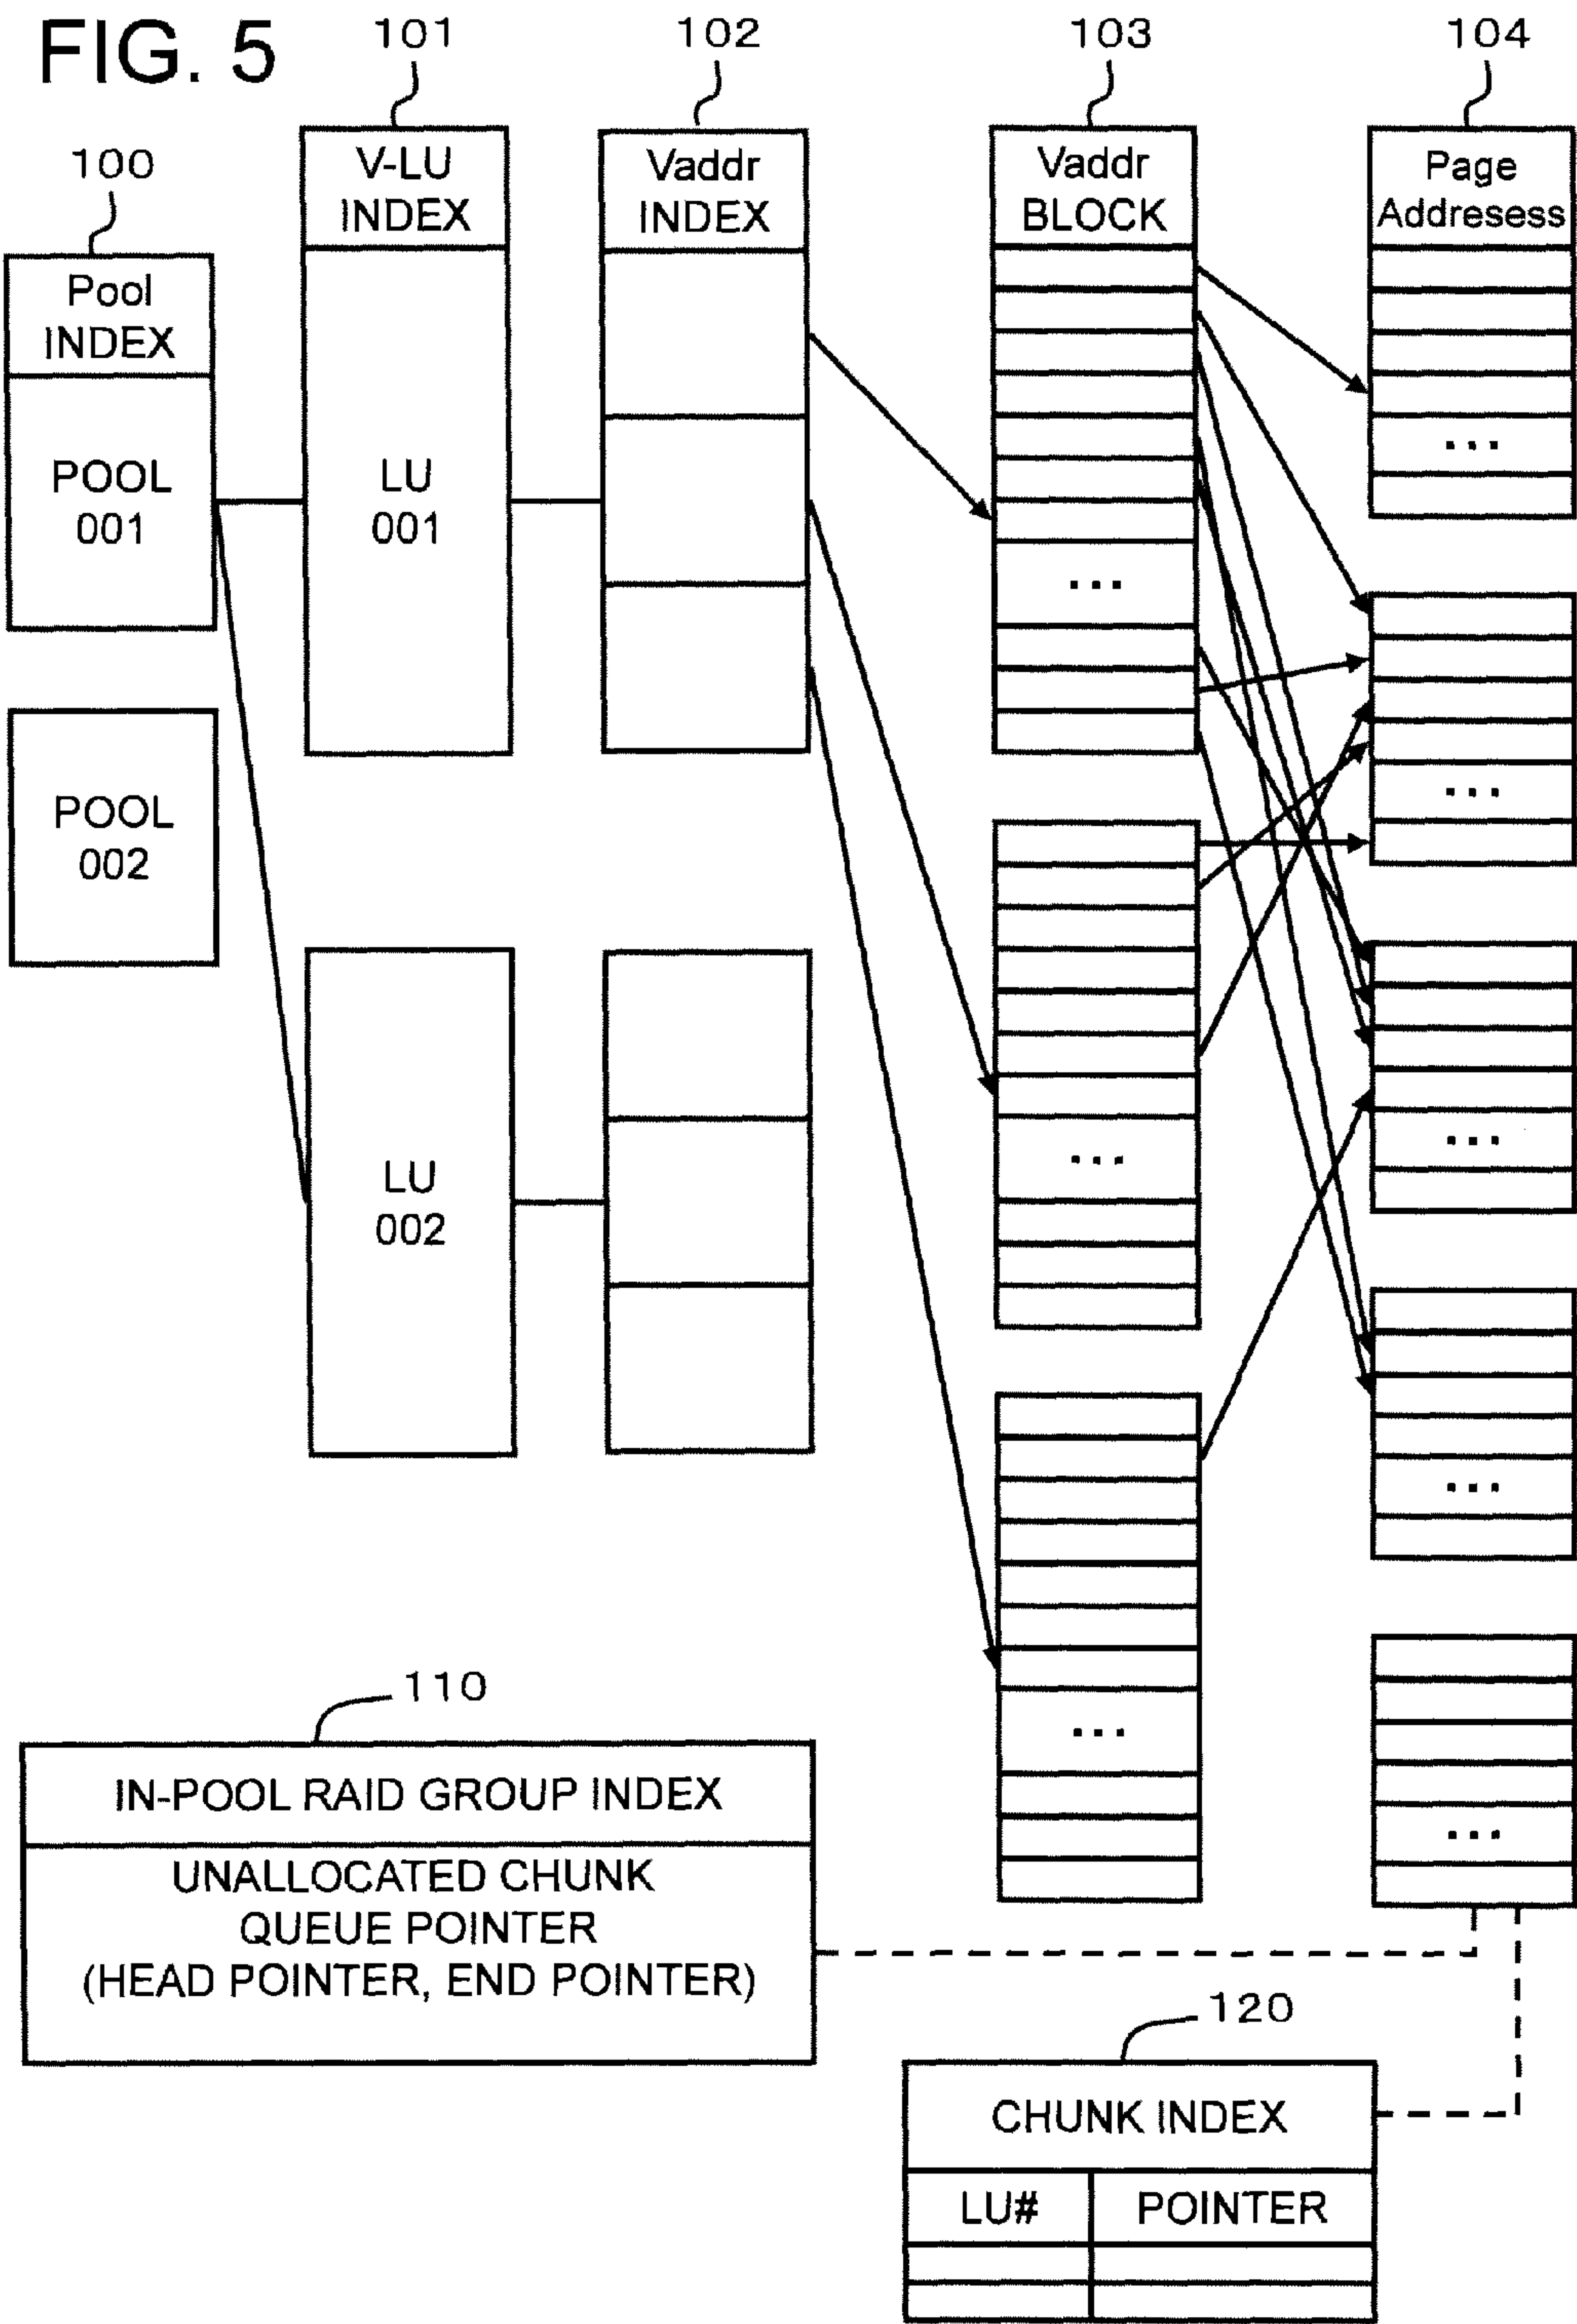 FIG. 5
101
102
103
104
100
V-LU
INDEX
Vaddr
INDEX
Vaddr
BLOCK
Page
Addresess
Pool
INDEX
POOL
001
LU
001
...
...
POOL
002
...
LU
002
...
...
...
...
...
110
IN-POOL RAID GROUP INDEX
UNALLOCATED CHUNK
QUEUE POINTER
(HEAD POINTER, END POINTER)
120
CHUNK INDEX
LU#
POINTER